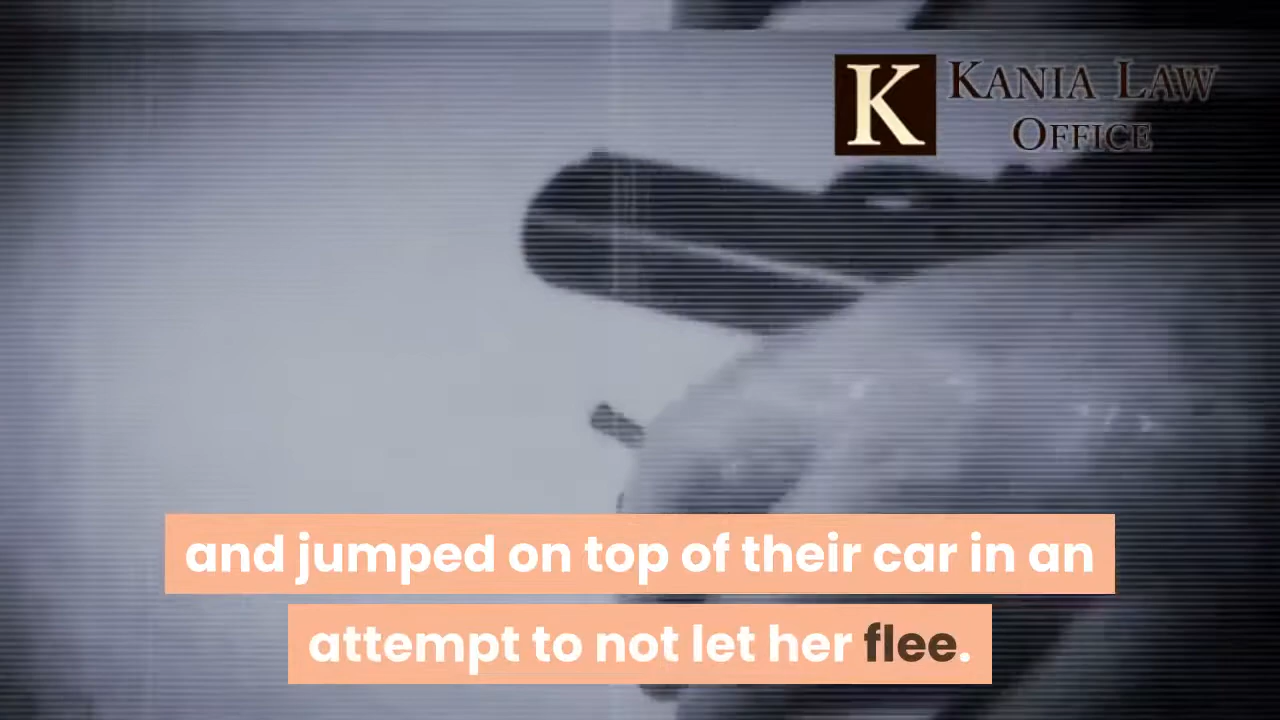 K
KANIA LAW
OFFICE
and jumped on top of their car in an
attempt to not let her flee.